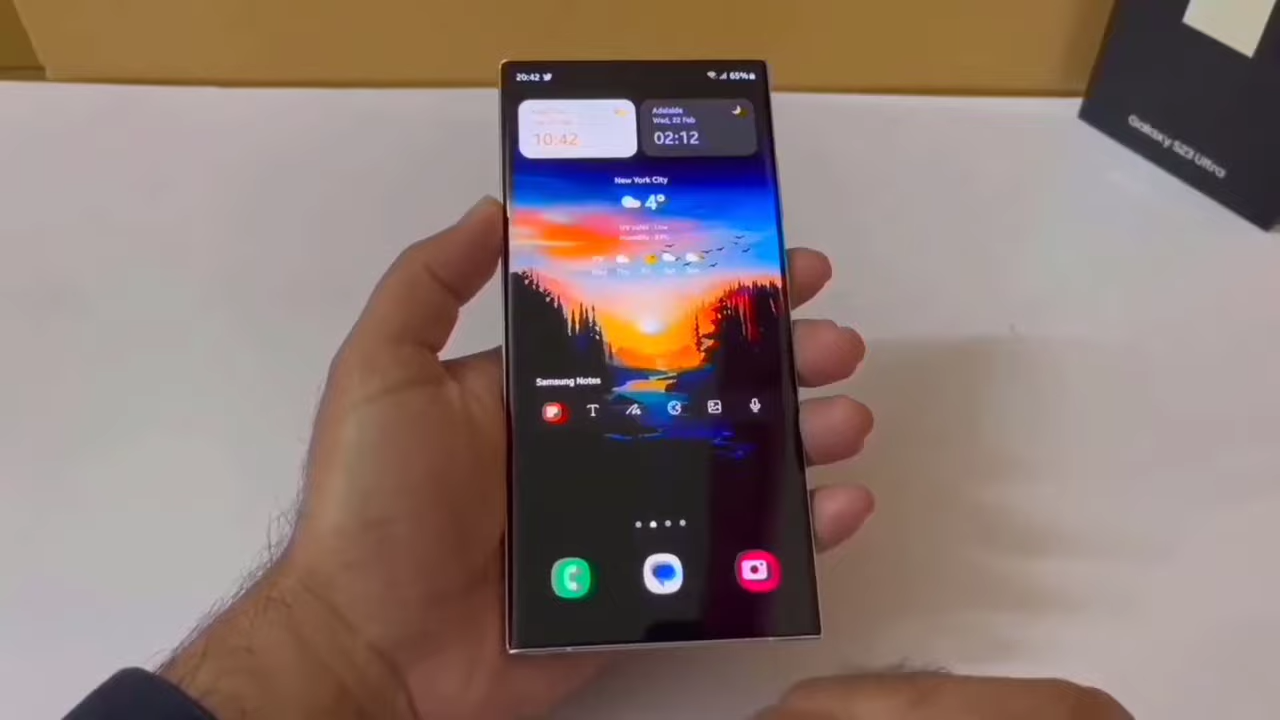 20:42
65%
10:42
Adelaide
Wed, 22 Feb
02:12
New York City
4°
Samsung Notes
T
Galaxy S23 Ultra